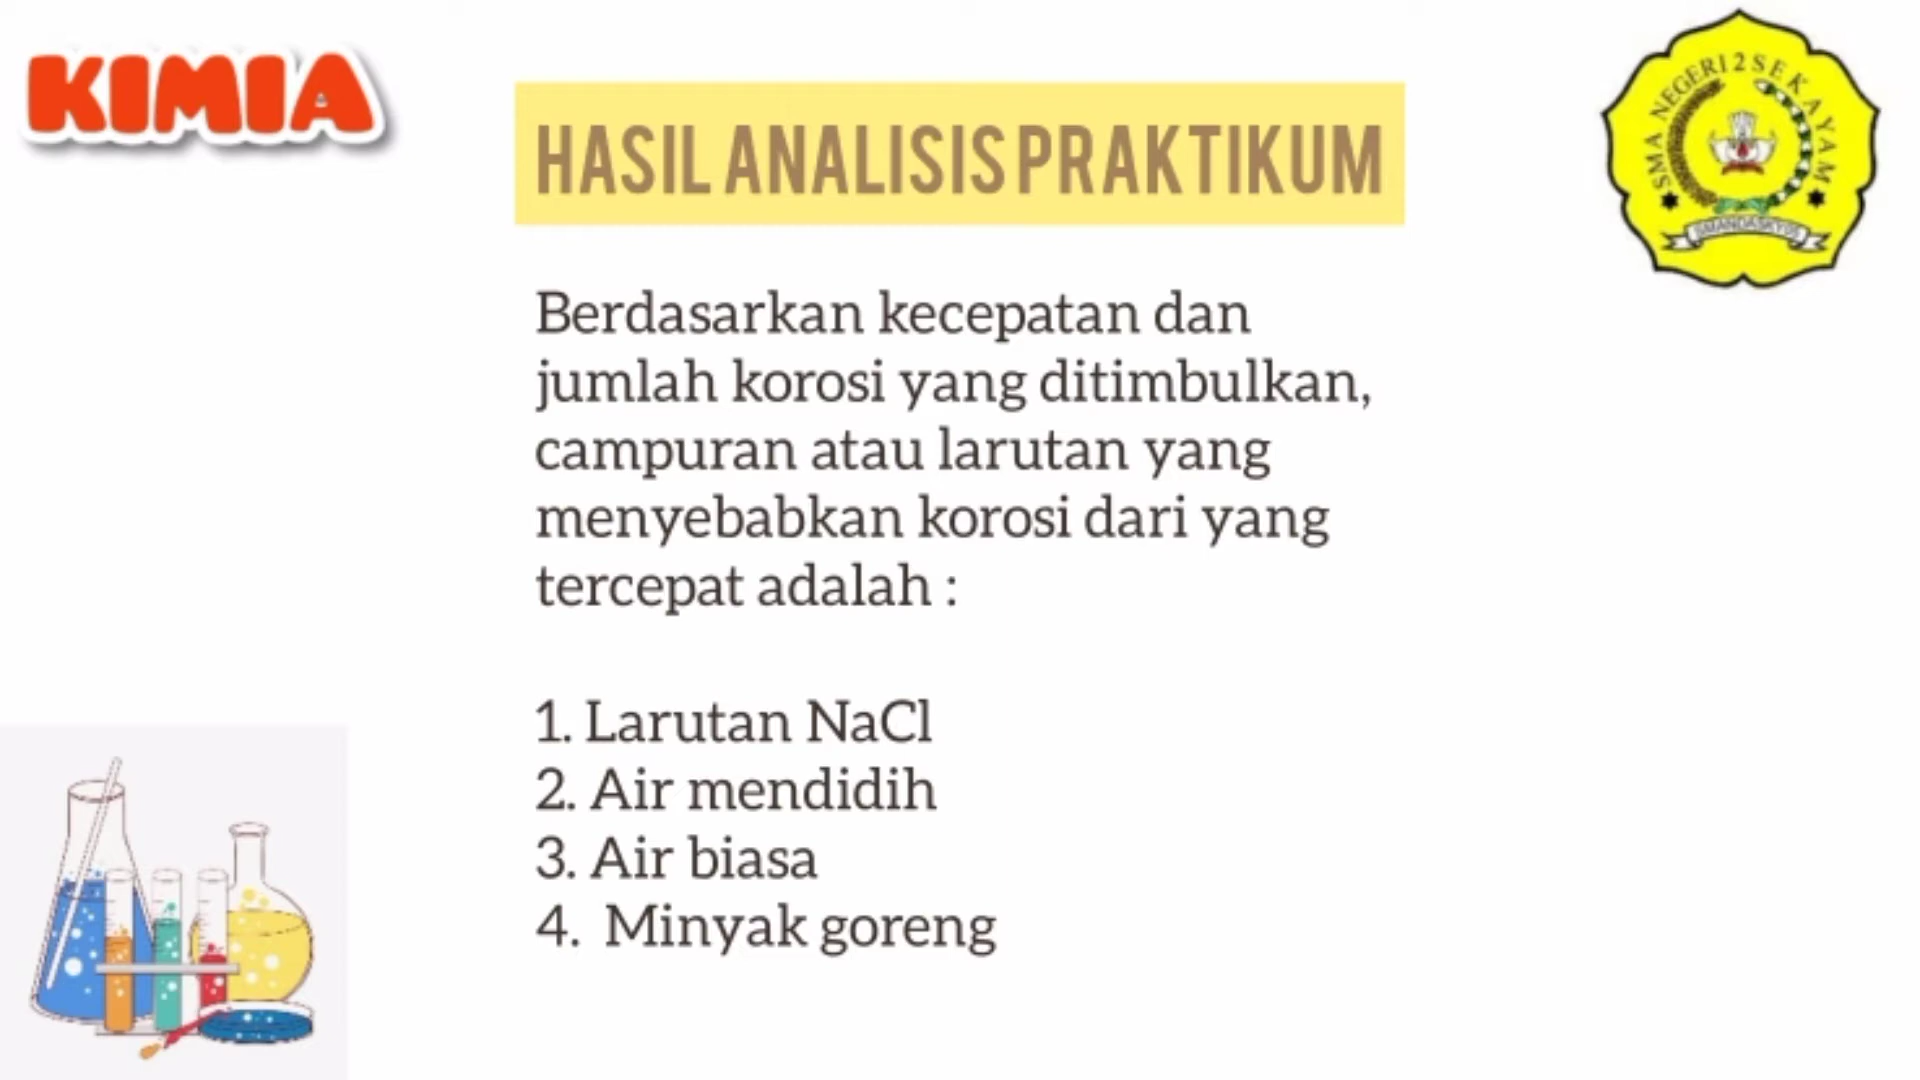 KIMIA
HASIL ANALISIS PRAKTIKUM
SMA NEGERI 2 SEKAYAM
Berdasarkan kecepatan dan
jumlah korosi yang ditimbulkan,
campuran atau larutan yang
menyebabkan korosi dari yang
tercepat adalah :
1. Larutan NaCl
2. Air mendidih
3. Air biasa
4. Minyak goreng